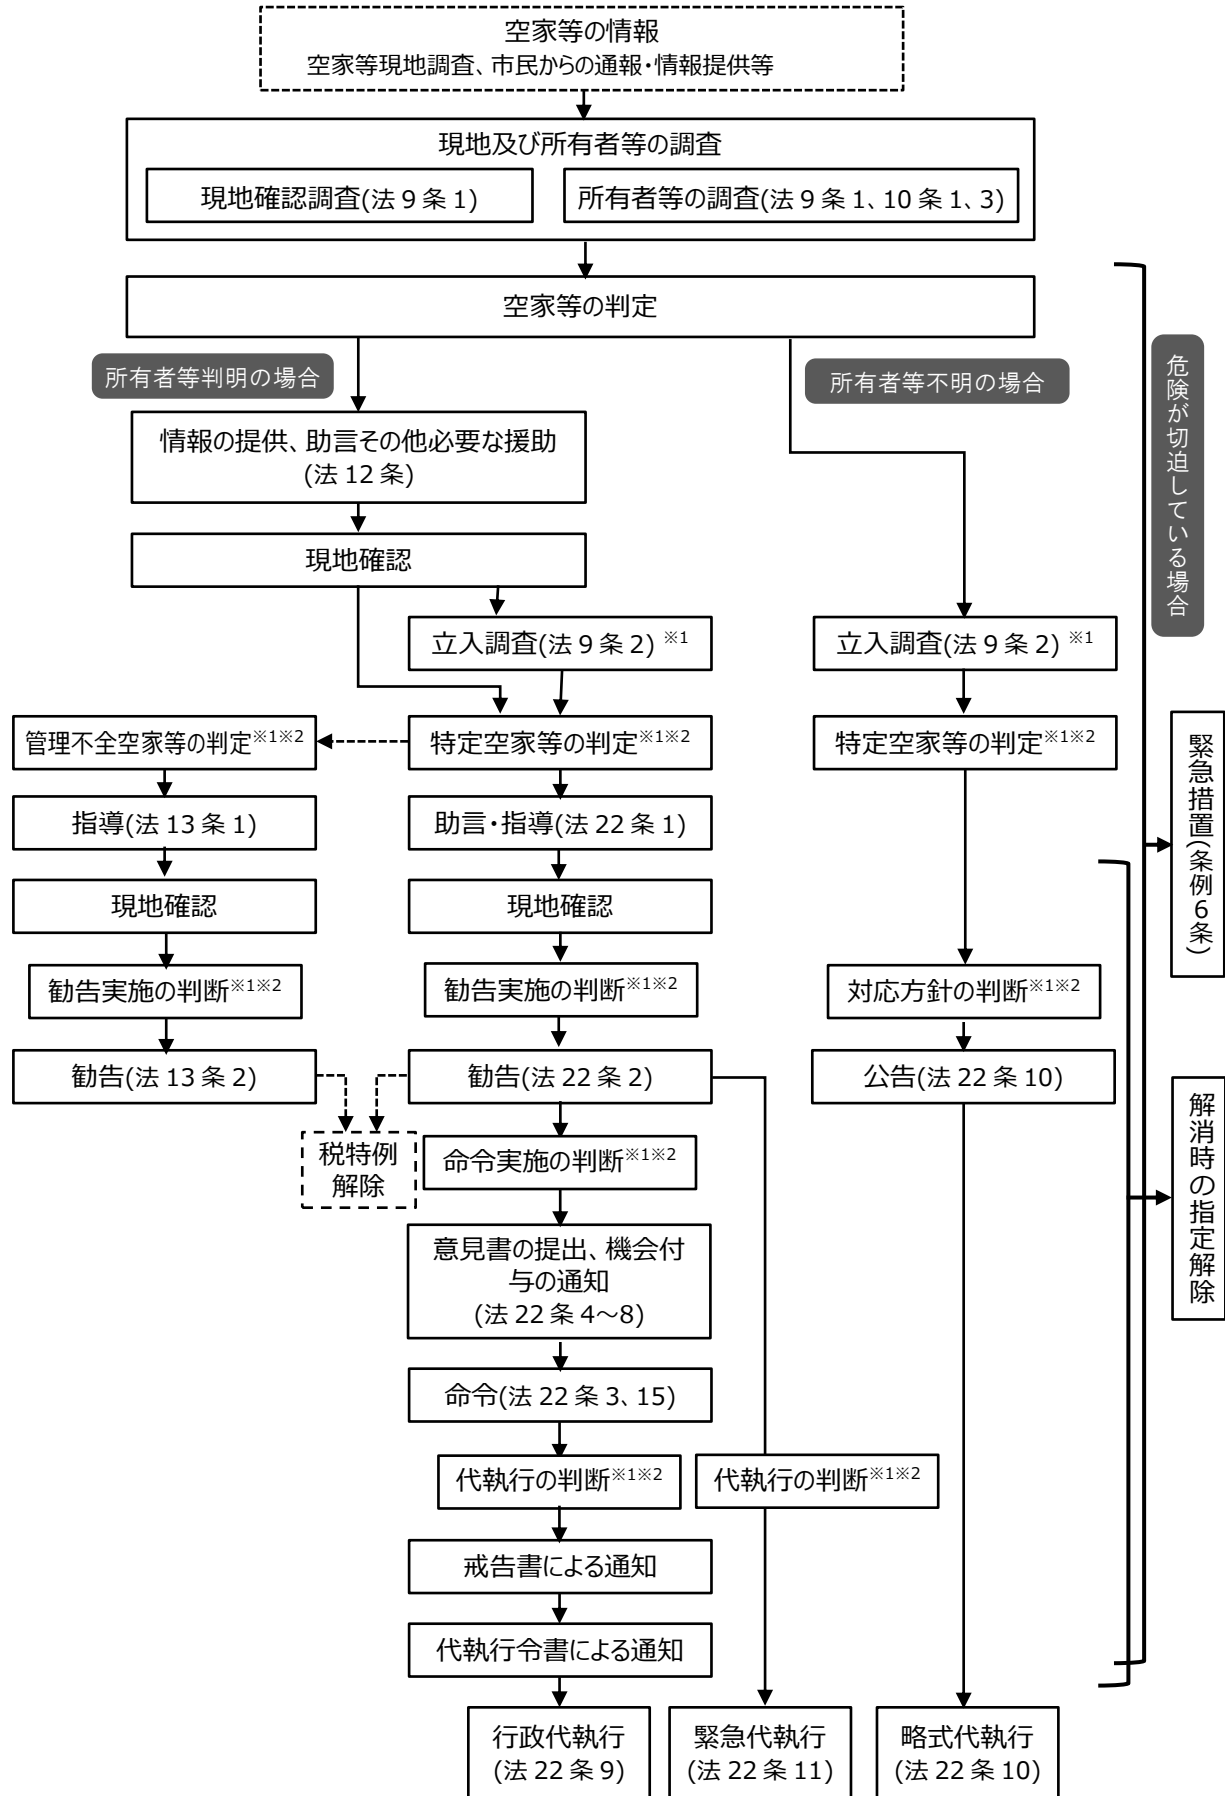 空家等の情報
空家等現地調査、市民からの通報・情報提供等
現地及び所有者等の調査
現地確認調査(法 9 条 1)
所有者等の調査(法 9 条 1、10 条 1、3)
空家等の判定
所有者等判明の場合
所有者等不明の場合
危険が切迫している場合
情報の提供、助言その他必要な援助
(法 12 条)
現地確認
立入調査(法 9 条 2) ※1
立入調査(法 9 条 2) ※1
管理不全空家等の判定※1※2
特定空家等の判定※1※2
特定空家等の判定※1※2
緊急措置(条例6条)
指導(法 13 条 1)
助言・指導(法 22 条 1)
現地確認
現地確認
勧告実施の判断※1※2
勧告実施の判断※1※2
対応方針の判断※1※2
勧告(法 13 条 2)
勧告(法 22 条 2)
公告(法 22 条 10)
解消時の指定解除
税特例
解除
命令実施の判断※1※2
意見書の提出、機会付
与の通知
(法 22 条 4～8)
命令(法 22 条 3、15)
代執行の判断※1※2
代執行の判断※1※2
戒告書による通知
代執行令書による通知
行政代執行
(法 22 条 9)
緊急代執行
(法 22 条 11)
略式代執行
(法 22 条 10)